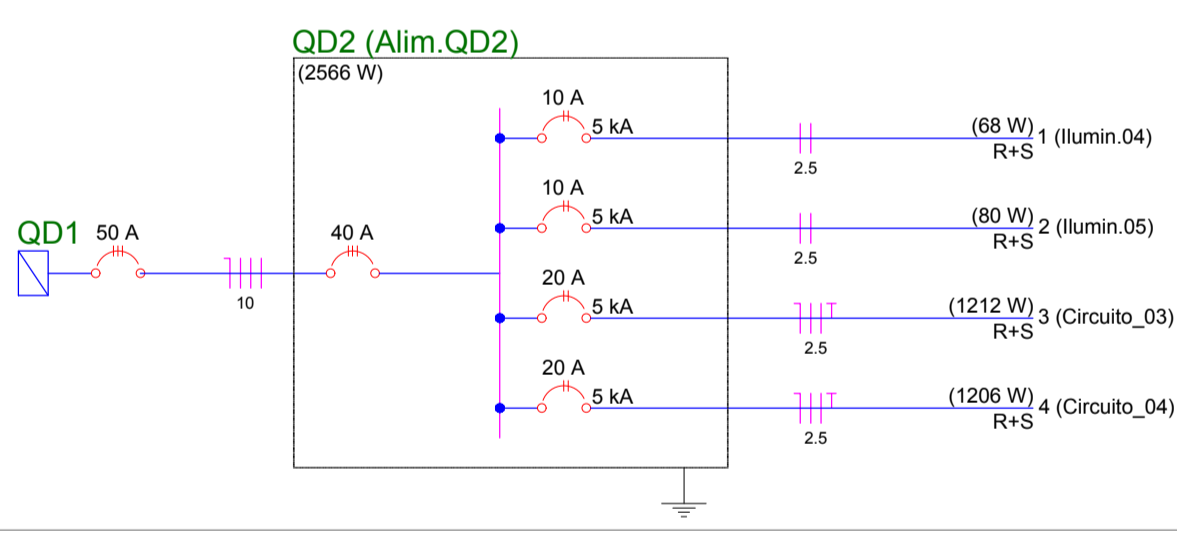 QD2 (Alim.QD2)
(2566 W)
10 A
5 kA
2.5
(68 W)
R+S
1 (Ilumin.04)
10 A
5 kA
2.5
(80 W)
R+S
2 (Ilumin.05)
QD1
50 A
10
40 A
20 A
5 kA
2.5
(1212 W)
R+S
3 (Circuito_03)
20 A
5 kA
2.5
(1206 W)
R+S
4 (Circuito_04)